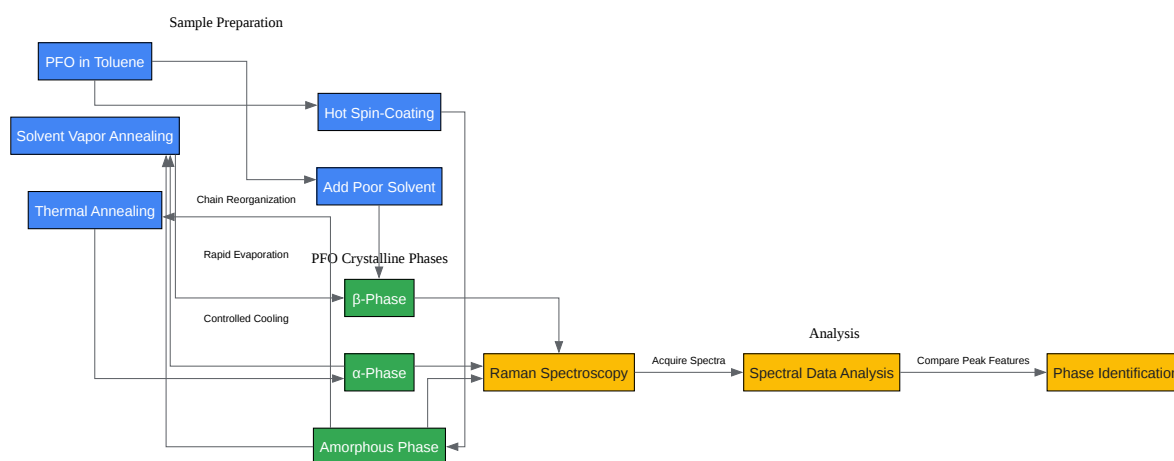 Sample Preparation
PFO in Toluene
Hot Spin-Coating
Solvent Vapor Annealing
Add Poor Solvent
Thermal Annealing
Chain Reorganization
Rapid Evaporation
PFO Crystalline Phases
β-Phase
Controlled Cooling
Analysis
α-Phase
Raman Spectroscopy
Acquire Spectra
Spectral Data Analysis
Compare Peak Features
Phase Identification
Amorphous Phase